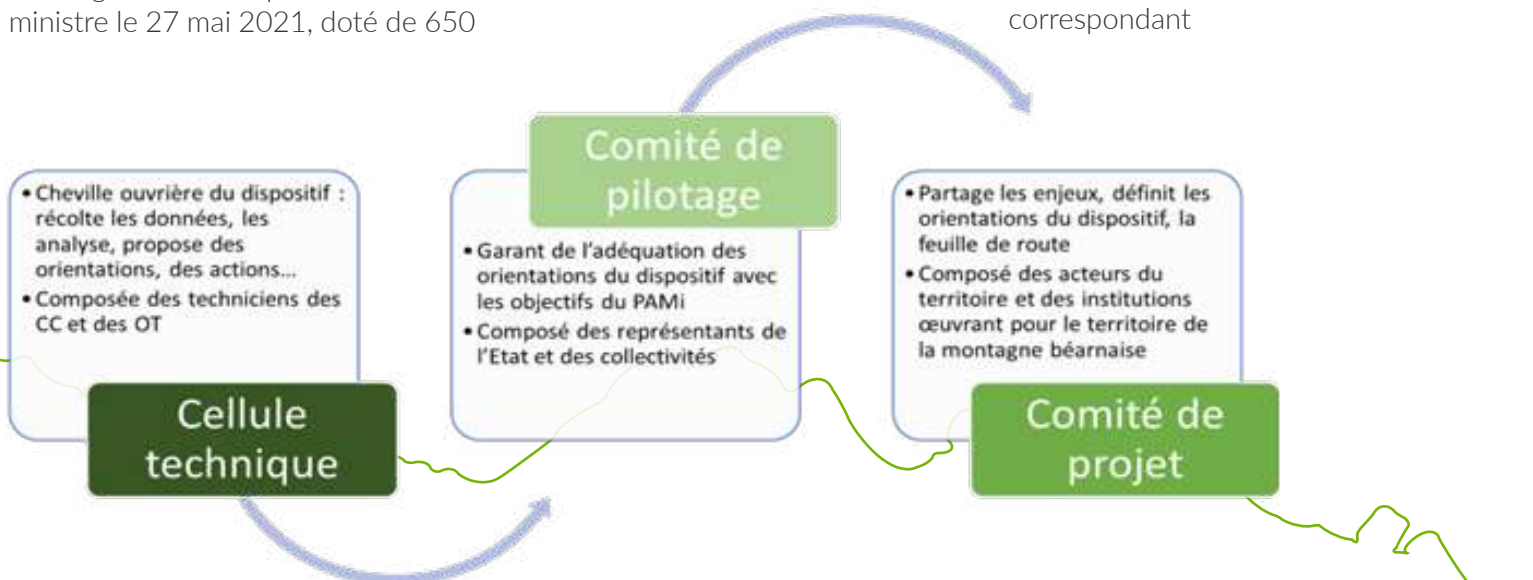 ministre le 27 mai 2021, doté de 650
correspondant
• Cheville ouvrière du dispositif :
récolte les données, les
analyse, propose des
orientations, des actions...
• Composée des techniciens des
CC et des OT
Cellule
technique
Comité de
pilotage
• Garant de l'adéquation des
orientations du dispositif avec
les objectifs du PAMi
• Composé des représentants de
l'Etat et des collectivités
• Partage les enjeux, définit les
orientations du dispositif, la
feuille de route
• Composé des acteurs du
territoire et des institutions
œuvrant pour le territoire de
la montagne béarnaise
Comité de
projet